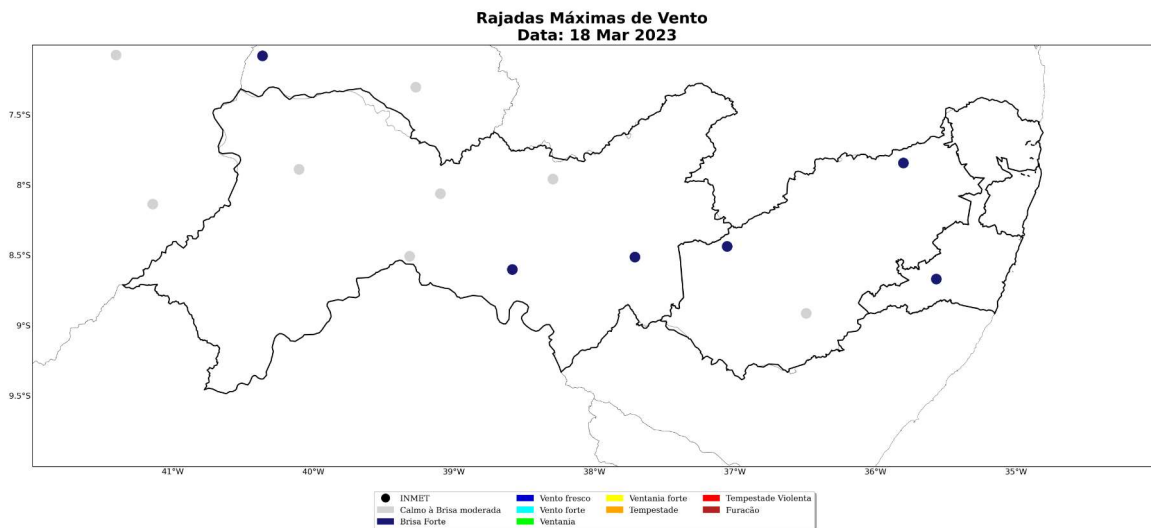 Rajadas Máximas de Vento
Data: 18 Mar 2023
7.5°S
8°S
8.5°S
9°S
9.5°S
41°W 40°W 39°W 38°W 37°W 36°W 35°W
INMET Vento fresco Ventania forte Tempestade Violenta
Calmo à Brisa moderada Vento forte Tempestade Furacão
Brisa Forte Ventania